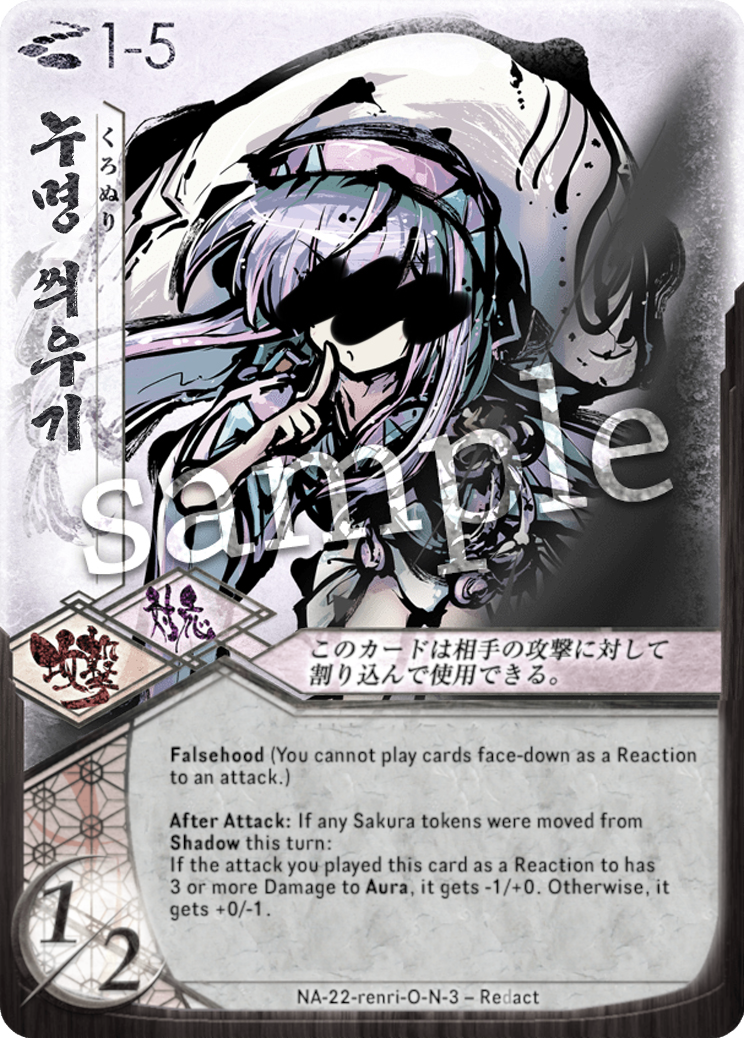 1-5
누명 씌우기
くろぬり
sample
対応
攻撃
このカードは相手の攻撃に対して
割り込んで使用できる。
Falsehood (You cannot play cards face-down as a Reaction
to an attack.)
After Attack: If any Sakura tokens were moved from
Shadow this turn:
If the attack you played this card as a Reaction to has
3 or more Damage to Aura, it gets -1/+0. Otherwise, it
gets +0/-1.
1/2
NA-22-renri-O-N-3 – Redact